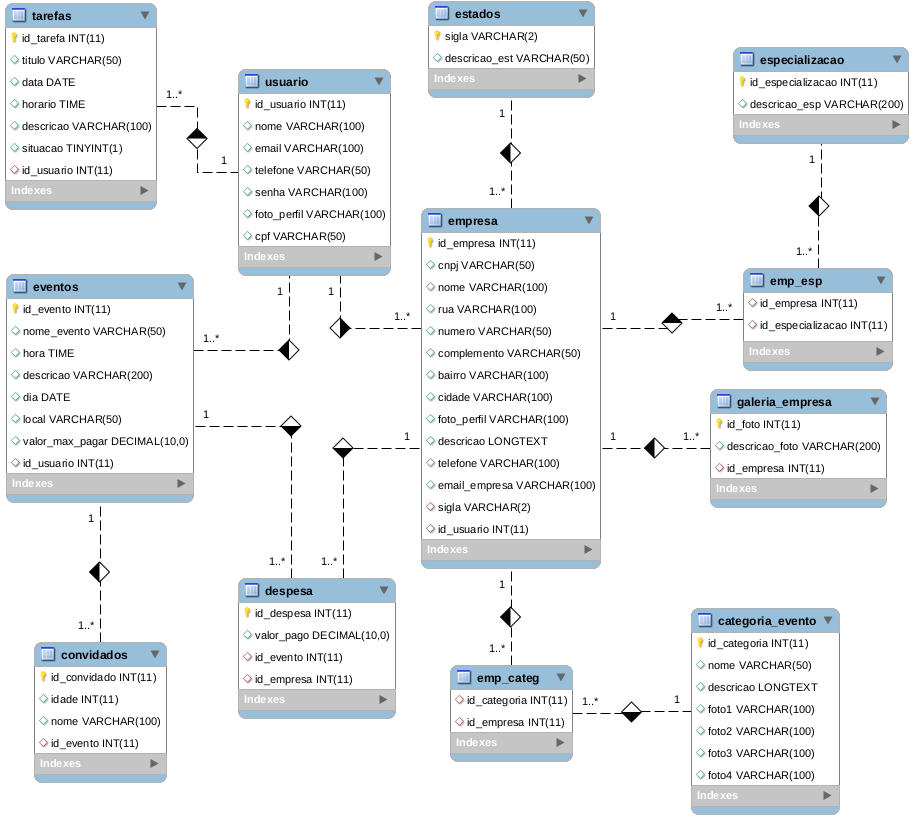 tarefas
id_tarefa INT(11)
titulo VARCHAR(50)
data DATE
horario TIME
descricao VARCHAR(100)
situacao TINYINT(1)
id_usuario INT(11)
Indexes
1..*
1
usuario
id_usuario INT(11)
nome VARCHAR(100)
email VARCHAR(100)
telefone VARCHAR(50)
senha VARCHAR(100)
foto_perfil VARCHAR(100)
cpf VARCHAR(50)
Indexes
1
1
1..*
1..*
estados
sigla VARCHAR(2)
descricao_est VARCHAR(50)
Indexes
1
1..*
especializacao
id_especializacao INT(11)
descricao_esp VARCHAR(200)
Indexes
1
1..*
empresa
id_empresa INT(11)
cnpj VARCHAR(50)
nome VARCHAR(100)
rua VARCHAR(100)
numero VARCHAR(50)
complemento VARCHAR(50)
bairro VARCHAR(100)
cidade VARCHAR(100)
foto_perfil VARCHAR(100)
descricao LONGTEXT
telefone VARCHAR(100)
email_empresa VARCHAR(100)
sigla VARCHAR(2)
id_usuario INT(11)
Indexes
1
1..*
emp_esp
id_empresa INT(11)
id_especializacao INT(11)
Indexes
1
1..*
galeria_empresa
id_foto INT(11)
descricao_foto VARCHAR(200)
id_empresa INT(11)
Indexes
eventos
id_evento INT(11)
nome_evento VARCHAR(50)
hora TIME
descricao VARCHAR(200)
dia DATE
local VARCHAR(50)
valor_max_pagar DECIMAL(10,0)
id_usuario INT(11)
Indexes
1
1
1..*
1..*
despesa
id_despesa INT(11)
valor_pago DECIMAL(10,0)
id_evento INT(11)
id_empresa INT(11)
Indexes
1
1..*
convidados
id_convidado INT(11)
idade INT(11)
nome VARCHAR(100)
id_evento INT(11)
Indexes
1
1..*
emp_categ
id_categoria INT(11)
id_empresa INT(11)
Indexes
1..*
1
categoria_evento
id_categoria INT(11)
nome VARCHAR(50)
descricao LONGTEXT
foto1 VARCHAR(100)
foto2 VARCHAR(100)
foto3 VARCHAR(100)
foto4 VARCHAR(100)
Indexes